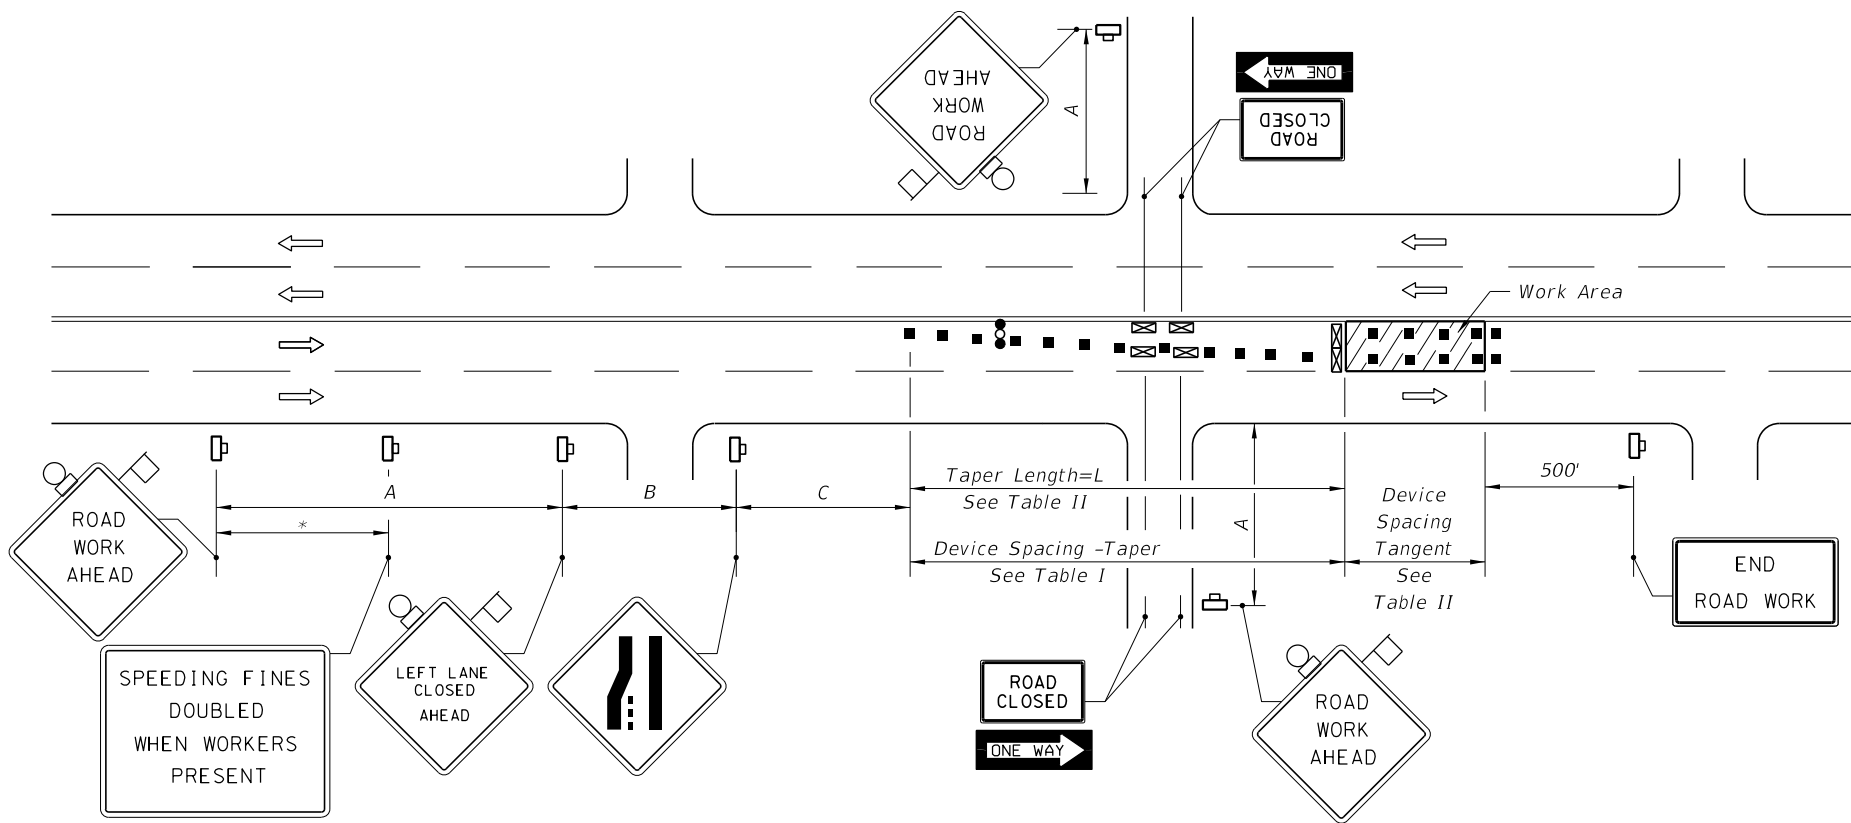 ROAD
WORK
AHEAD
A
ONE WAY
ROAD
CLOSED
Work Area
A
B
C
*
Taper Length=L
See Table II
Device Spacing -Taper
See Table I
A
Device
Spacing
Tangent
See
Table II
500'
ROAD
WORK
AHEAD
SPEEDING FINES
DOUBLED
WHEN WORKERS
PRESENT
LEFT LANE
CLOSED
AHEAD
ROAD
CLOSED
ONE WAY
ROAD
WORK
AHEAD
END
ROAD WORK